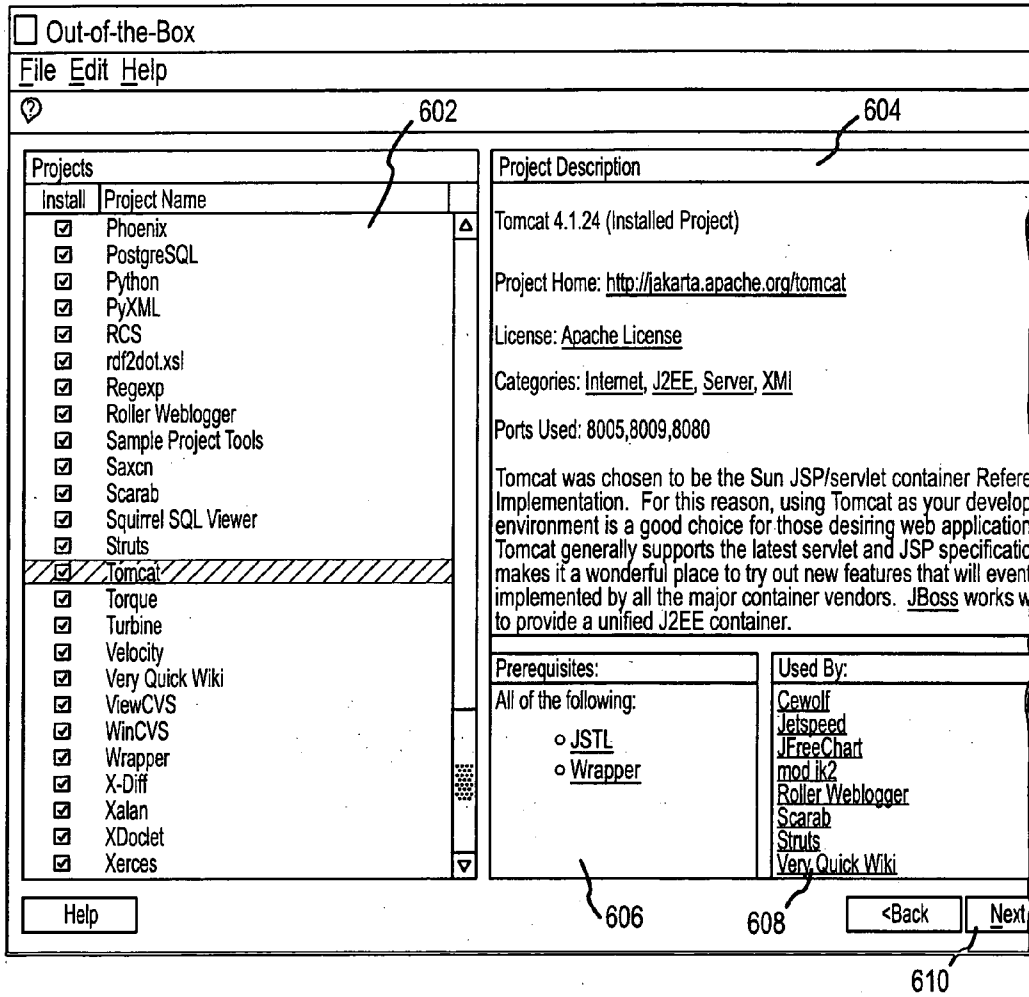 Out-of-the-Box
File Edit Help
602
604
Projects
Install Project Name
Phoenix
PostgreSQL
Python
PyXML
RCS
rdf2dot.xsl
Regexp
Roller Weblogger
Sample Project Tools
Saxcn
Scarab
Squirrel SQL Viewer
Struts
Tomcat
Torque
Turbine
Velocity
Very Quick Wiki
ViewCVS
WinCVS
Wrapper
X-Diff
Xalan
XDoclet
Xerces
Project Description
Tomcat 4.1.24 (Installed Project)
Project Home: http://jakarta.apache.org/tomcat
License: Apache License
Categories: Internet, J2EE, Server, XMI
Ports Used: 8005,8009,8080
Tomcat was chosen to be the Sun JSP/servlet container Refere
Implementation. For this reason, using Tomcat as your develop
environment is a good choice for those desiring web application
Tomcat generally supports the latest servlet and JSP specificatio
makes it a wonderful place to try out new features that will event
implemented by all the major container vendors. JBoss works w
to provide a unified J2EE container.
Prerequisites:
All of the following:
JSTL
Wrapper
Used By:
Cewolf
Jetspeed
JFreeChart
mod ik2
Roller Weblogger
Scarab
Struts
Very Quick Wiki
Help
606
608
<Back
Next
610